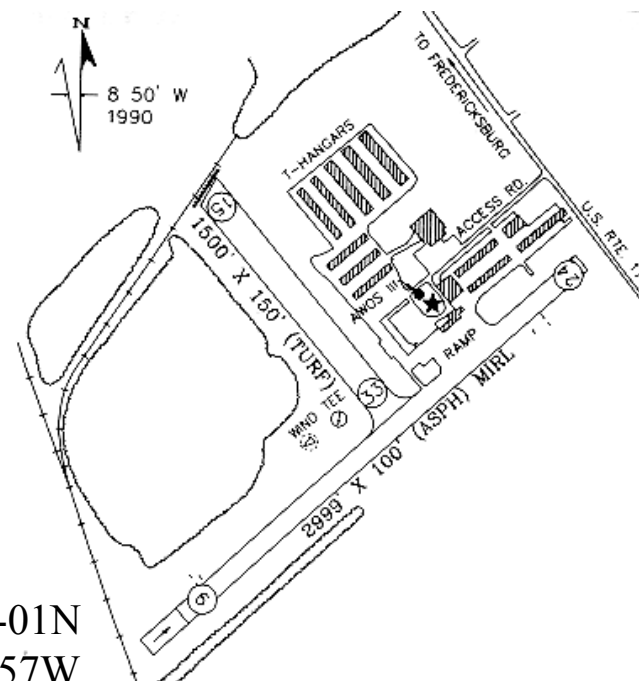 N
8 50' W
1990
TO FREDERICKSBURG
T-HANGARS
ACCESS RD.
U.S. RTE. 17
15
1500' X 150' (TURF)
AWOS III
24
RAMP
33
WIND TEE
2999' X 100' (ASPH) MIRL
6
-01N
57W